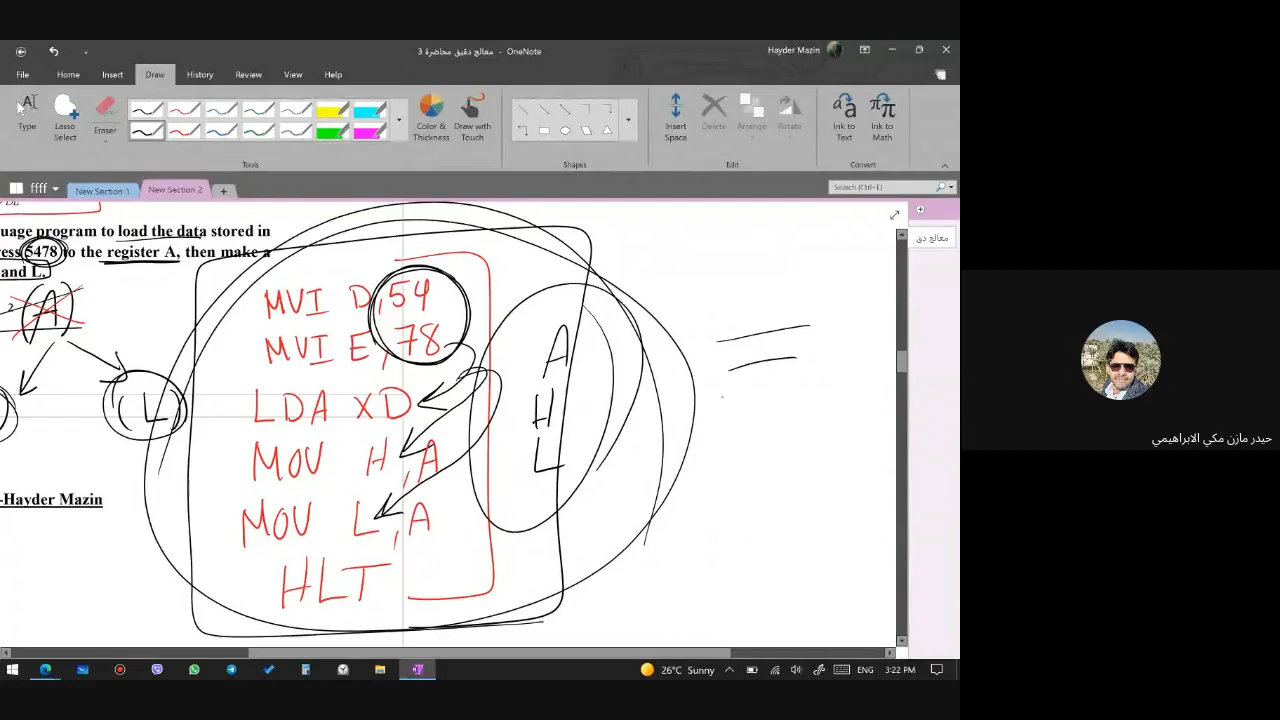 معالج دقيق محاضرة 3 - OneNote
Hayder Mazin
File Home Insert Draw History Review View Help
Type
Lasso Select
Eraser
Color & Thickness
Draw with Touch
Insert Space
Delete
Arrange
Rotate
Ink to Text
Ink to Math
Tools
Shapes
Edit
Convert
ffff
New Section 1
New Section 2
Search (Ctrl+E)
معالج دق
guage program to load the data stored in
ress 5478 to the register A, then make a
and L.
A
L
-Hayder Mazin
MVI D,54
MVI E,78
LDA XD
MOV H,A
MOV L,A
HLT
A
H
L
حيدر مازن مكي الابراهيمي
26°C Sunny
ENG
3:22 PM